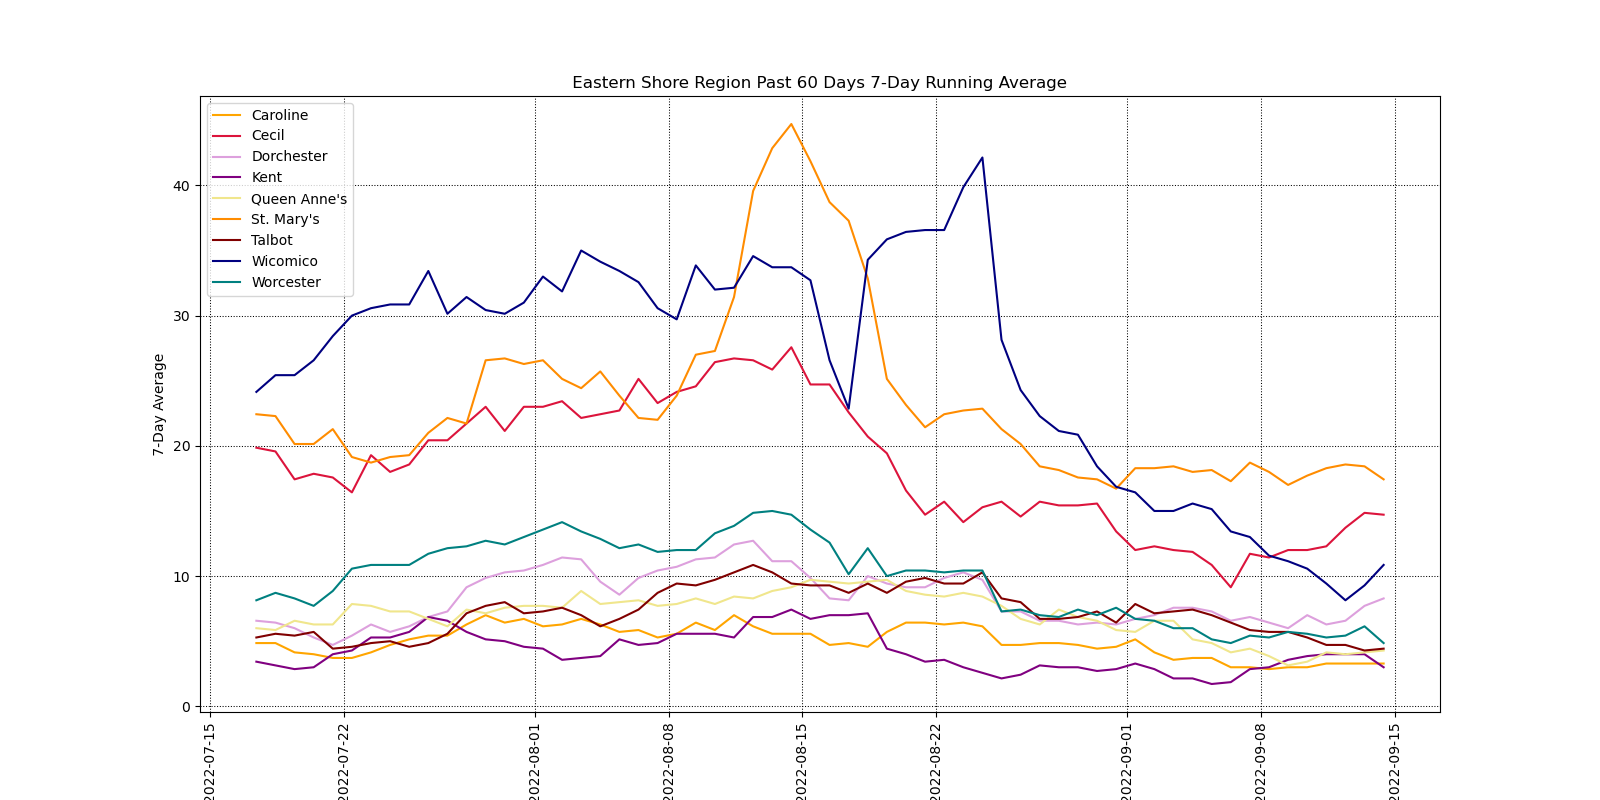 Eastern Shore Region Past 60 Days 7-Day Running Average
Caroline
Cecil
Dorchester
Kent
Queen Anne's
St. Mary's
Talbot
Wicomico
Worcester
7-Day Average
40
30
20
10
0
2022-07-15
2022-07-22
2022-08-01
2022-08-08
2022-08-15
2022-08-22
2022-09-01
2022-09-08
2022-09-15